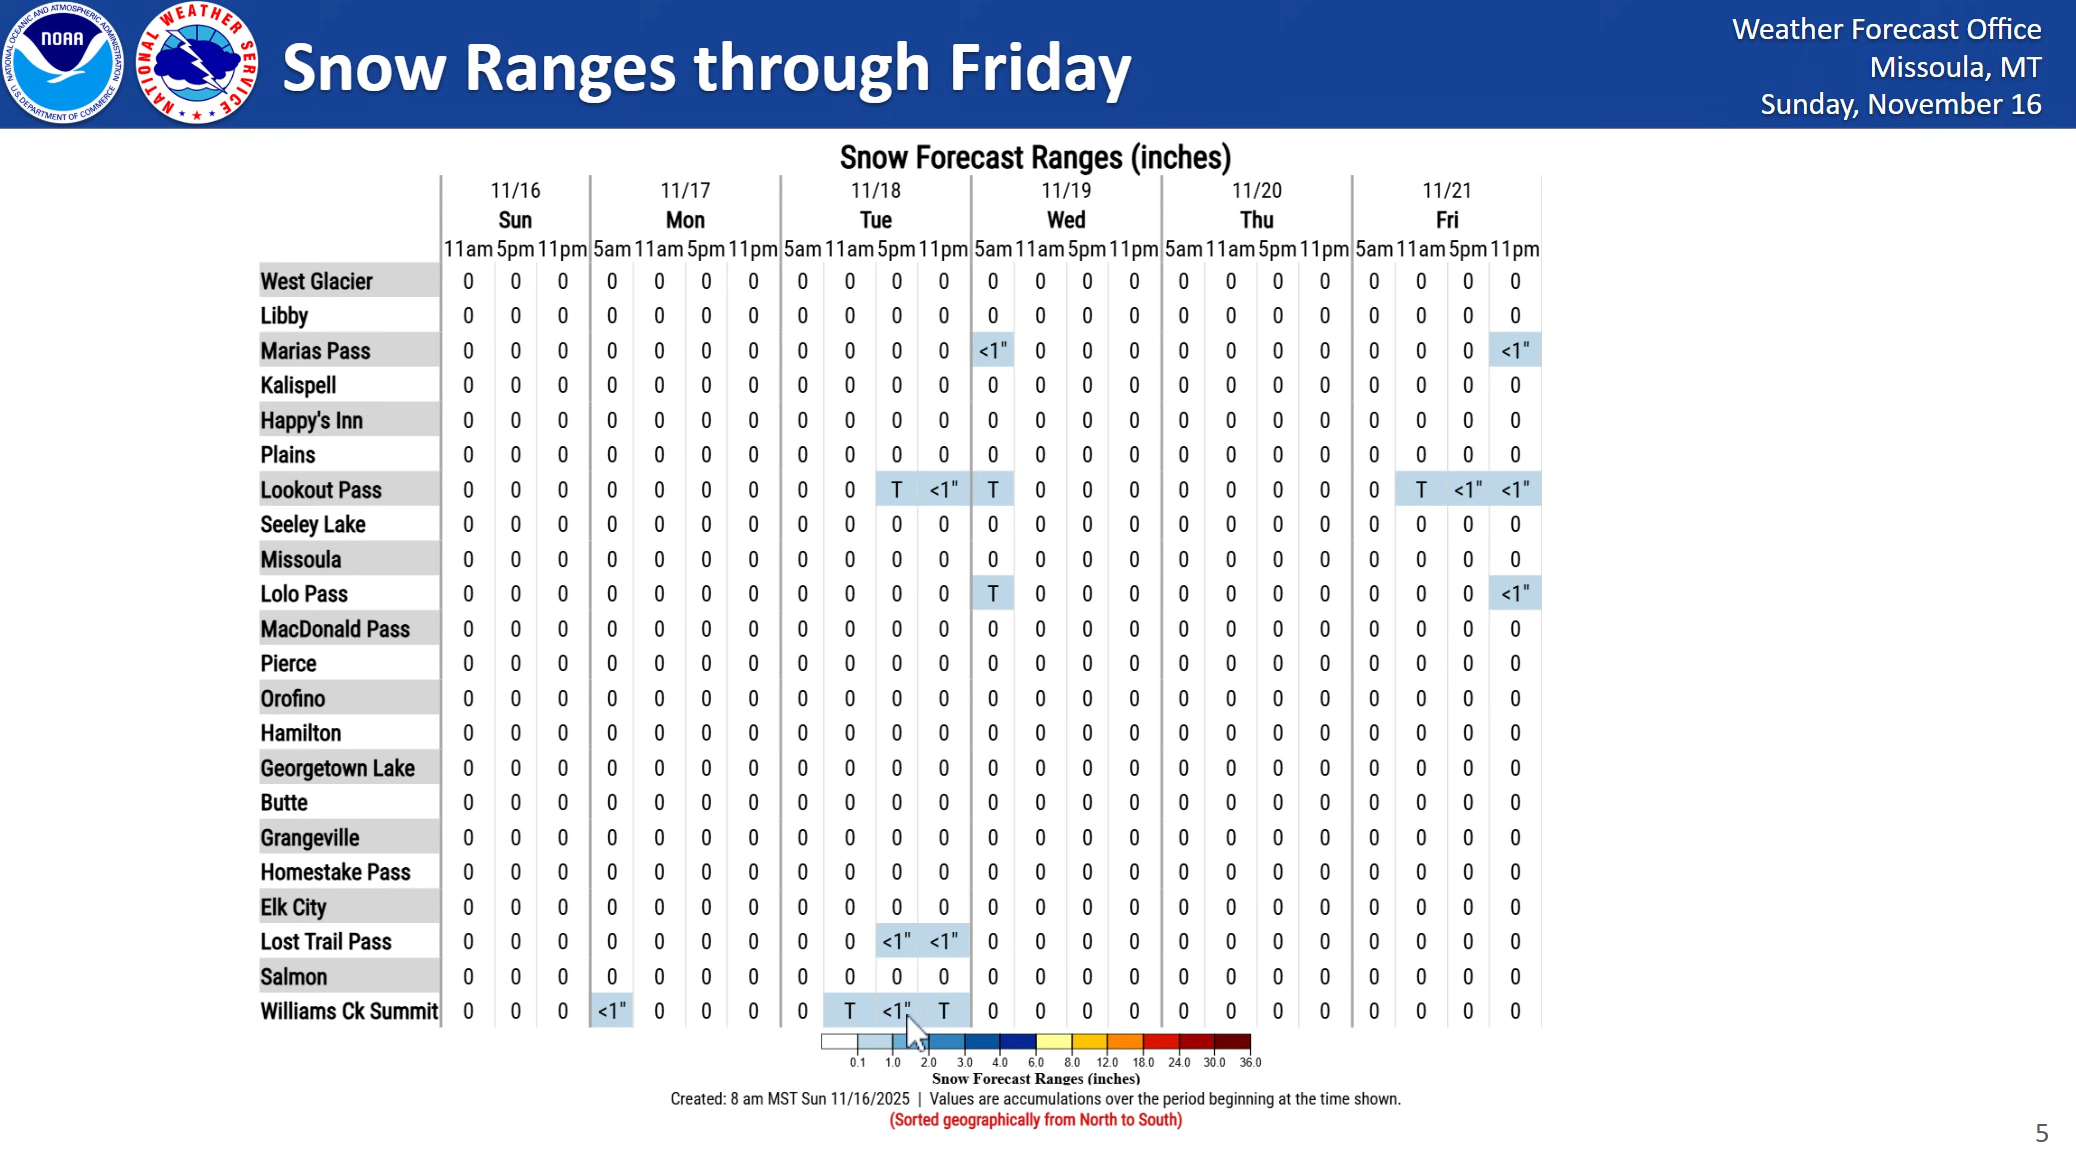 NATIONAL OCEANIC AND ATMOSPHERIC ADMINISTRATION
NOAA
U.S. DEPARTMENT OF COMMERCE
NATIONAL WEATHER SERVICE
Snow Ranges through Friday
Weather Forecast Office
Missoula, MT
Sunday, November 16
Snow Forecast Ranges (inches)
11/16 11/17 11/18 11/19 11/20 11/21
Sun Mon Tue Wed Thu Fri
11am 5pm 11pm 5am 11am 5pm 11pm 5am 11am 5pm 11pm 5am 11am 5pm 11pm 5am 11am 5pm 11pm 5am 11am 5pm 11pm
West Glacier 0 0 0 0 0 0 0 0 0 0 0 0 0 0 0 0 0 0 0 0 0 0 0
Libby 0 0 0 0 0 0 0 0 0 0 0 0 0 0 0 0 0 0 0 0 0 0 0
Marias Pass 0 0 0 0 0 0 0 0 0 0 0 <1" 0 0 0 0 0 0 0 0 0 0 <1"
Kalispell 0 0 0 0 0 0 0 0 0 0 0 0 0 0 0 0 0 0 0 0 0 0 0
Happy's Inn 0 0 0 0 0 0 0 0 0 0 0 0 0 0 0 0 0 0 0 0 0 0 0
Plains 0 0 0 0 0 0 0 0 0 0 0 0 0 0 0 0 0 0 0 0 0 0 0
Lookout Pass 0 0 0 0 0 0 0 0 0 T <1" T 0 0 0 0 0 0 0 0 T <1" <1"
Seeley Lake 0 0 0 0 0 0 0 0 0 0 0 0 0 0 0 0 0 0 0 0 0 0 0
Missoula 0 0 0 0 0 0 0 0 0 0 0 0 0 0 0 0 0 0 0 0 0 0 0
Lolo Pass 0 0 0 0 0 0 0 0 0 0 0 T 0 0 0 0 0 0 0 0 0 0 <1"
MacDonald Pass 0 0 0 0 0 0 0 0 0 0 0 0 0 0 0 0 0 0 0 0 0 0 0
Pierce 0 0 0 0 0 0 0 0 0 0 0 0 0 0 0 0 0 0 0 0 0 0 0
Orofino 0 0 0 0 0 0 0 0 0 0 0 0 0 0 0 0 0 0 0 0 0 0 0
Hamilton 0 0 0 0 0 0 0 0 0 0 0 0 0 0 0 0 0 0 0 0 0 0 0
Georgetown Lake 0 0 0 0 0 0 0 0 0 0 0 0 0 0 0 0 0 0 0 0 0 0 0
Butte 0 0 0 0 0 0 0 0 0 0 0 0 0 0 0 0 0 0 0 0 0 0 0
Grangeville 0 0 0 0 0 0 0 0 0 0 0 0 0 0 0 0 0 0 0 0 0 0 0
Homestake Pass 0 0 0 0 0 0 0 0 0 0 0 0 0 0 0 0 0 0 0 0 0 0 0
Elk City 0 0 0 0 0 0 0 0 0 0 0 0 0 0 0 0 0 0 0 0 0 0 0
Lost Trail Pass 0 0 0 0 0 0 0 0 0 <1" <1" 0 0 0 0 0 0 0 0 0 0 0 0
Salmon 0 0 0 0 0 0 0 0 0 0 0 0 0 0 0 0 0 0 0 0 0 0 0
Williams Ck Summit 0 0 0 <1" 0 0 0 0 T <1" T 0 0 0 0 0 0 0 0 0 0 0 0
0.1 1.0 2.0 3.0 4.0 6.0 8.0 12.0 18.0 24.0 30.0 36.0
Snow Forecast Ranges (inches)
Created: 8 am MST Sun 11/16/2025 | Values are accumulations over the period beginning at the time shown.
(Sorted geographically from North to South)
5